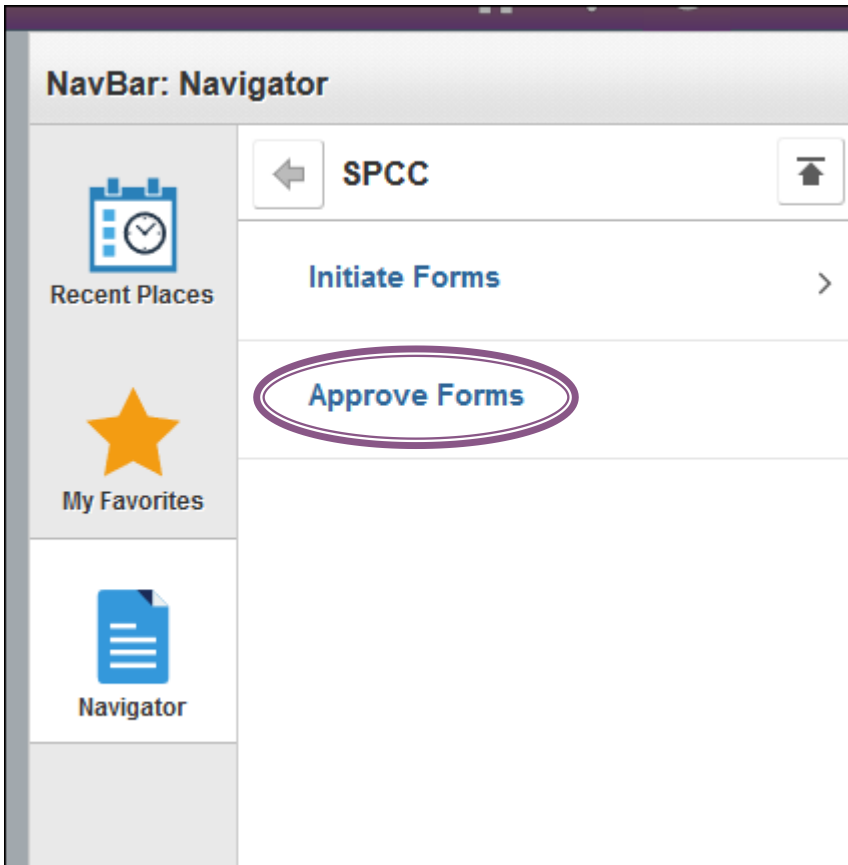 NavBar: Navigator
SPCC
Recent Places
Initiate Forms
Approve Forms
My Favorites
Navigator